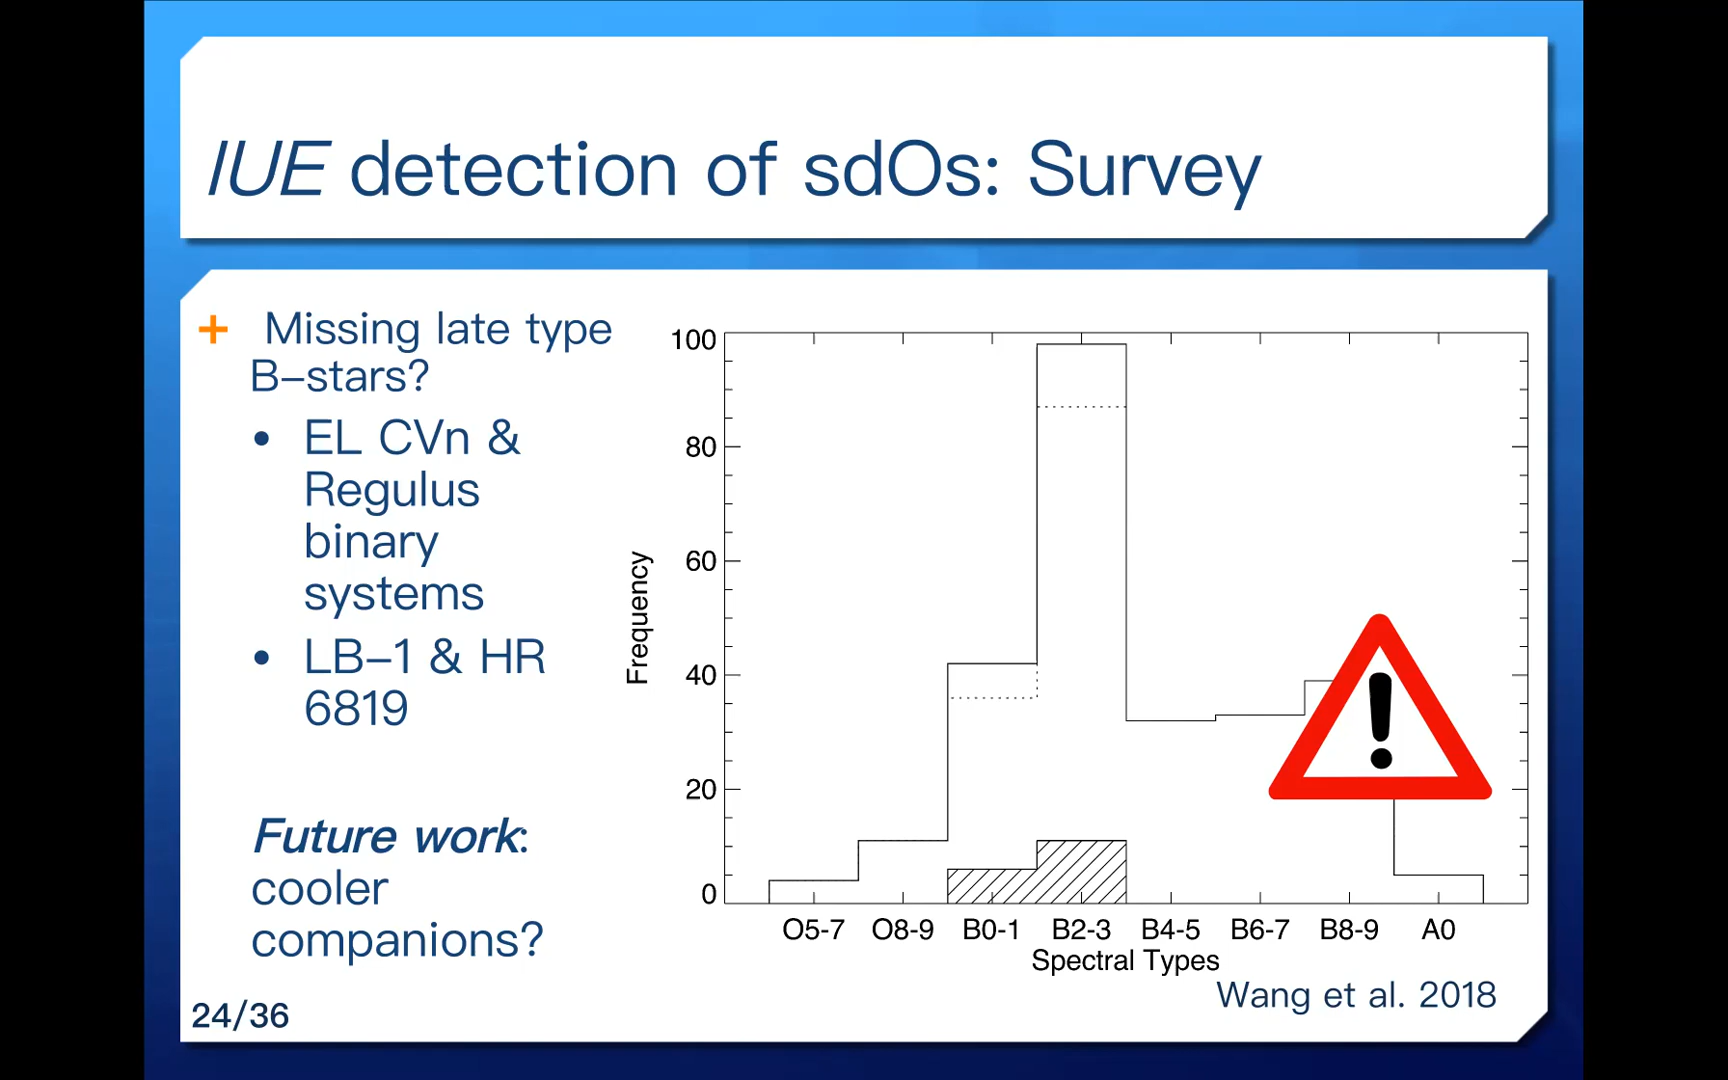 IUE detection of sdOs: Survey
+ Missing late type
B–stars?
• EL CVn &
Regulus
binary
systems
• LB–1 & HR
6819
Future work:
cooler
companions?
24/36
100
80
60
40
20
0
Frequency
O5-7 O8-9 B0-1 B2-3 B4-5 B6-7 B8-9 A0
Spectral Types
!
Wang et al. 2018